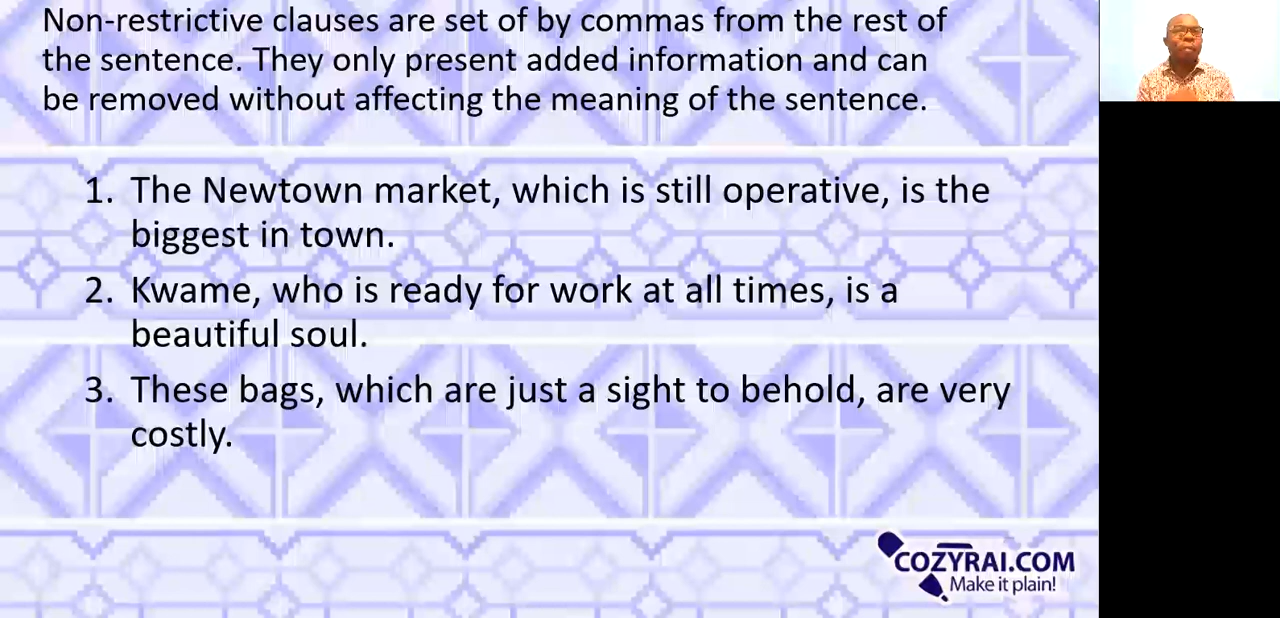 Non-restrictive clauses are set of by commas from the rest of
the sentence. They only present added information and can
be removed without affecting the meaning of the sentence.
1. The Newtown market, which is still operative, is the
biggest in town.
2. Kwame, who is ready for work at all times, is a
beautiful soul.
3. These bags, which are just a sight to behold, are very
costly.
COZYRAI.COM
Make it plain!